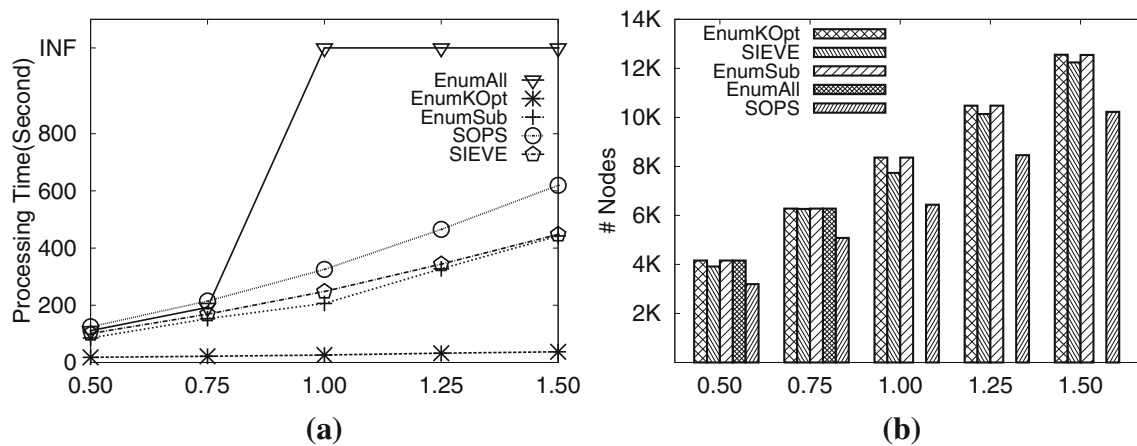 Processing Time(Second)
INF
800
600
400
200
0
EnumAll
EnumKOpt
EnumSub
SOPS
SIEVE
0.50 0.75 1.00 1.25 1.50
(a)
# Nodes
14K
12K
10K
8K
6K
4K
2K
EnumKOpt
SIEVE
EnumSub
EnumAll
SOPS
0.50 0.75 1.00 1.25 1.50
(b)